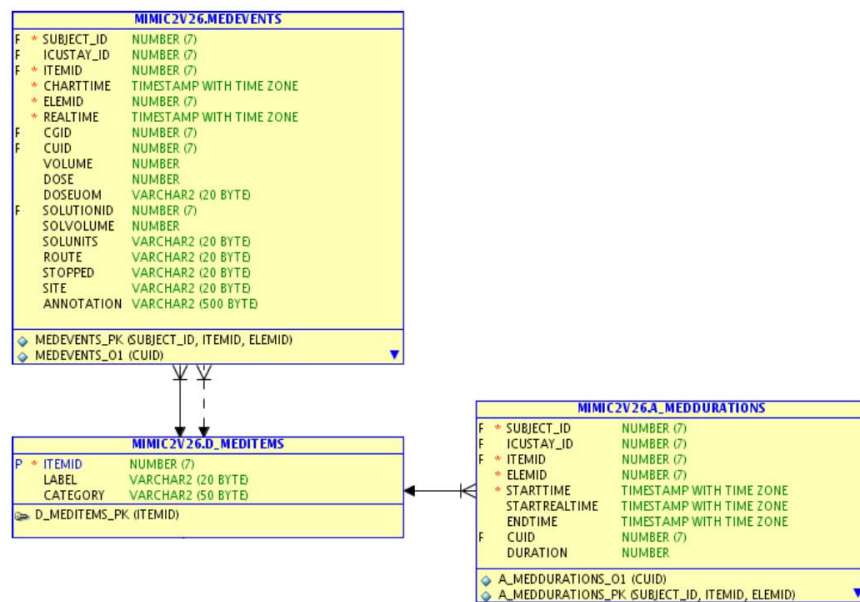 MIMIC2V26.MEDEVENTS
F * SUBJECT_ID NUMBER (7)
F ICUSTAY_ID NUMBER (7)
F * ITEMID NUMBER (7)
* CHARTTIME TIMESTAMP WITH TIME ZONE
* ELEMID NUMBER (7)
* REALTIME TIMESTAMP WITH TIME ZONE
F CGID NUMBER (7)
F CUID NUMBER (7)
VOLUME NUMBER
DOSE NUMBER
DOSEUOM VARCHAR2 (20 BYTE)
F SOLUTIONID NUMBER (7)
SOLVOLUME NUMBER
SOLUNITS VARCHAR2 (20 BYTE)
ROUTE VARCHAR2 (20 BYTE)
STOPPED VARCHAR2 (20 BYTE)
SITE VARCHAR2 (20 BYTE)
ANNOTATION VARCHAR2 (500 BYTE)
MEDEVENTS_PK (SUBJECT_ID, ITEMID, ELEMID)
MEDEVENTS_O1 (CUID)
MIMIC2V26.D_MEDITEMS
P * ITEMID NUMBER (7)
LABEL VARCHAR2 (20 BYTE)
CATEGORY VARCHAR2 (50 BYTE)
D_MEDITEMS_PK (ITEMID)
MIMIC2V26.A_MEDDURATIONS
F * SUBJECT_ID NUMBER (7)
F ICUSTAY_ID NUMBER (7)
F * ITEMID NUMBER (7)
* ELEMID NUMBER (7)
* STARTTIME TIMESTAMP WITH TIME ZONE
STARTREALTIME TIMESTAMP WITH TIME ZONE
ENDTIME TIMESTAMP WITH TIME ZONE
F CUID NUMBER (7)
DURATION NUMBER
A_MEDDURATIONS_O1 (CUID)
A_MEDDURATIONS_PK (SUBJECT_ID, ITEMID, ELEMID)